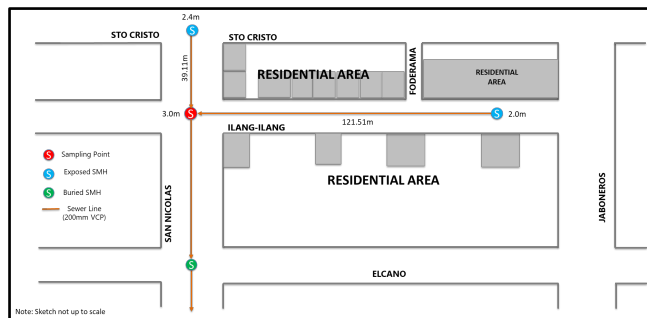 2.4m
STO CRISTO
STO CRISTO
39.11m
RESIDENTIAL AREA
FODERAMA
RESIDENTIAL
AREA
3.0m
S
S
S
2.0m
121.51m
ILANG-ILANG
S Sampling Point
S Exposed SMH
S Buried SMH
Sewer Line
(200mm VCP)
SAN NICOLAS
RESIDENTIAL AREA
JABONEROS
S
ELCANO
Note: Sketch not up to scale